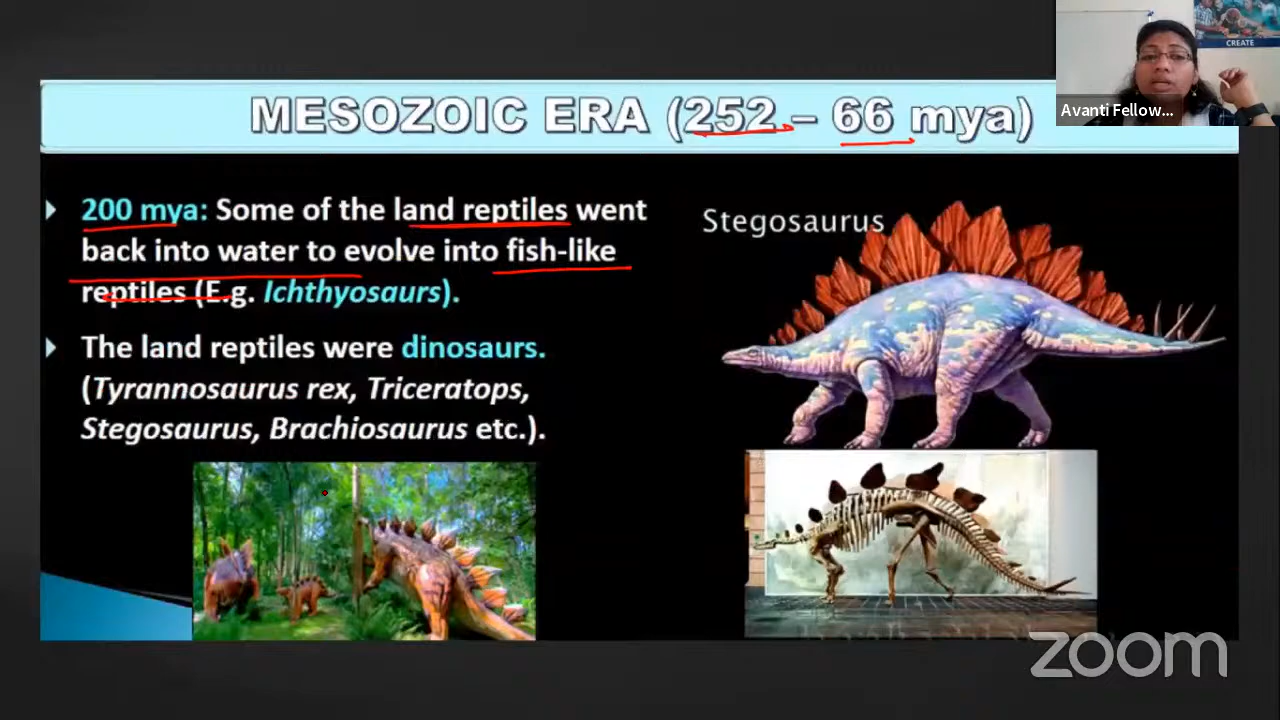 CREATE
Avanti Fellow...
MESOZOIC ERA (252 – 66 mya)
200 mya: Some of the land reptiles went
back into water to evolve into fish-like
reptiles (E.g. Ichthyosaurs).
The land reptiles were dinosaurs.
(Tyrannosaurus rex, Triceratops,
Stegosaurus, Brachiosaurus etc.).
Stegosaurus
zoom